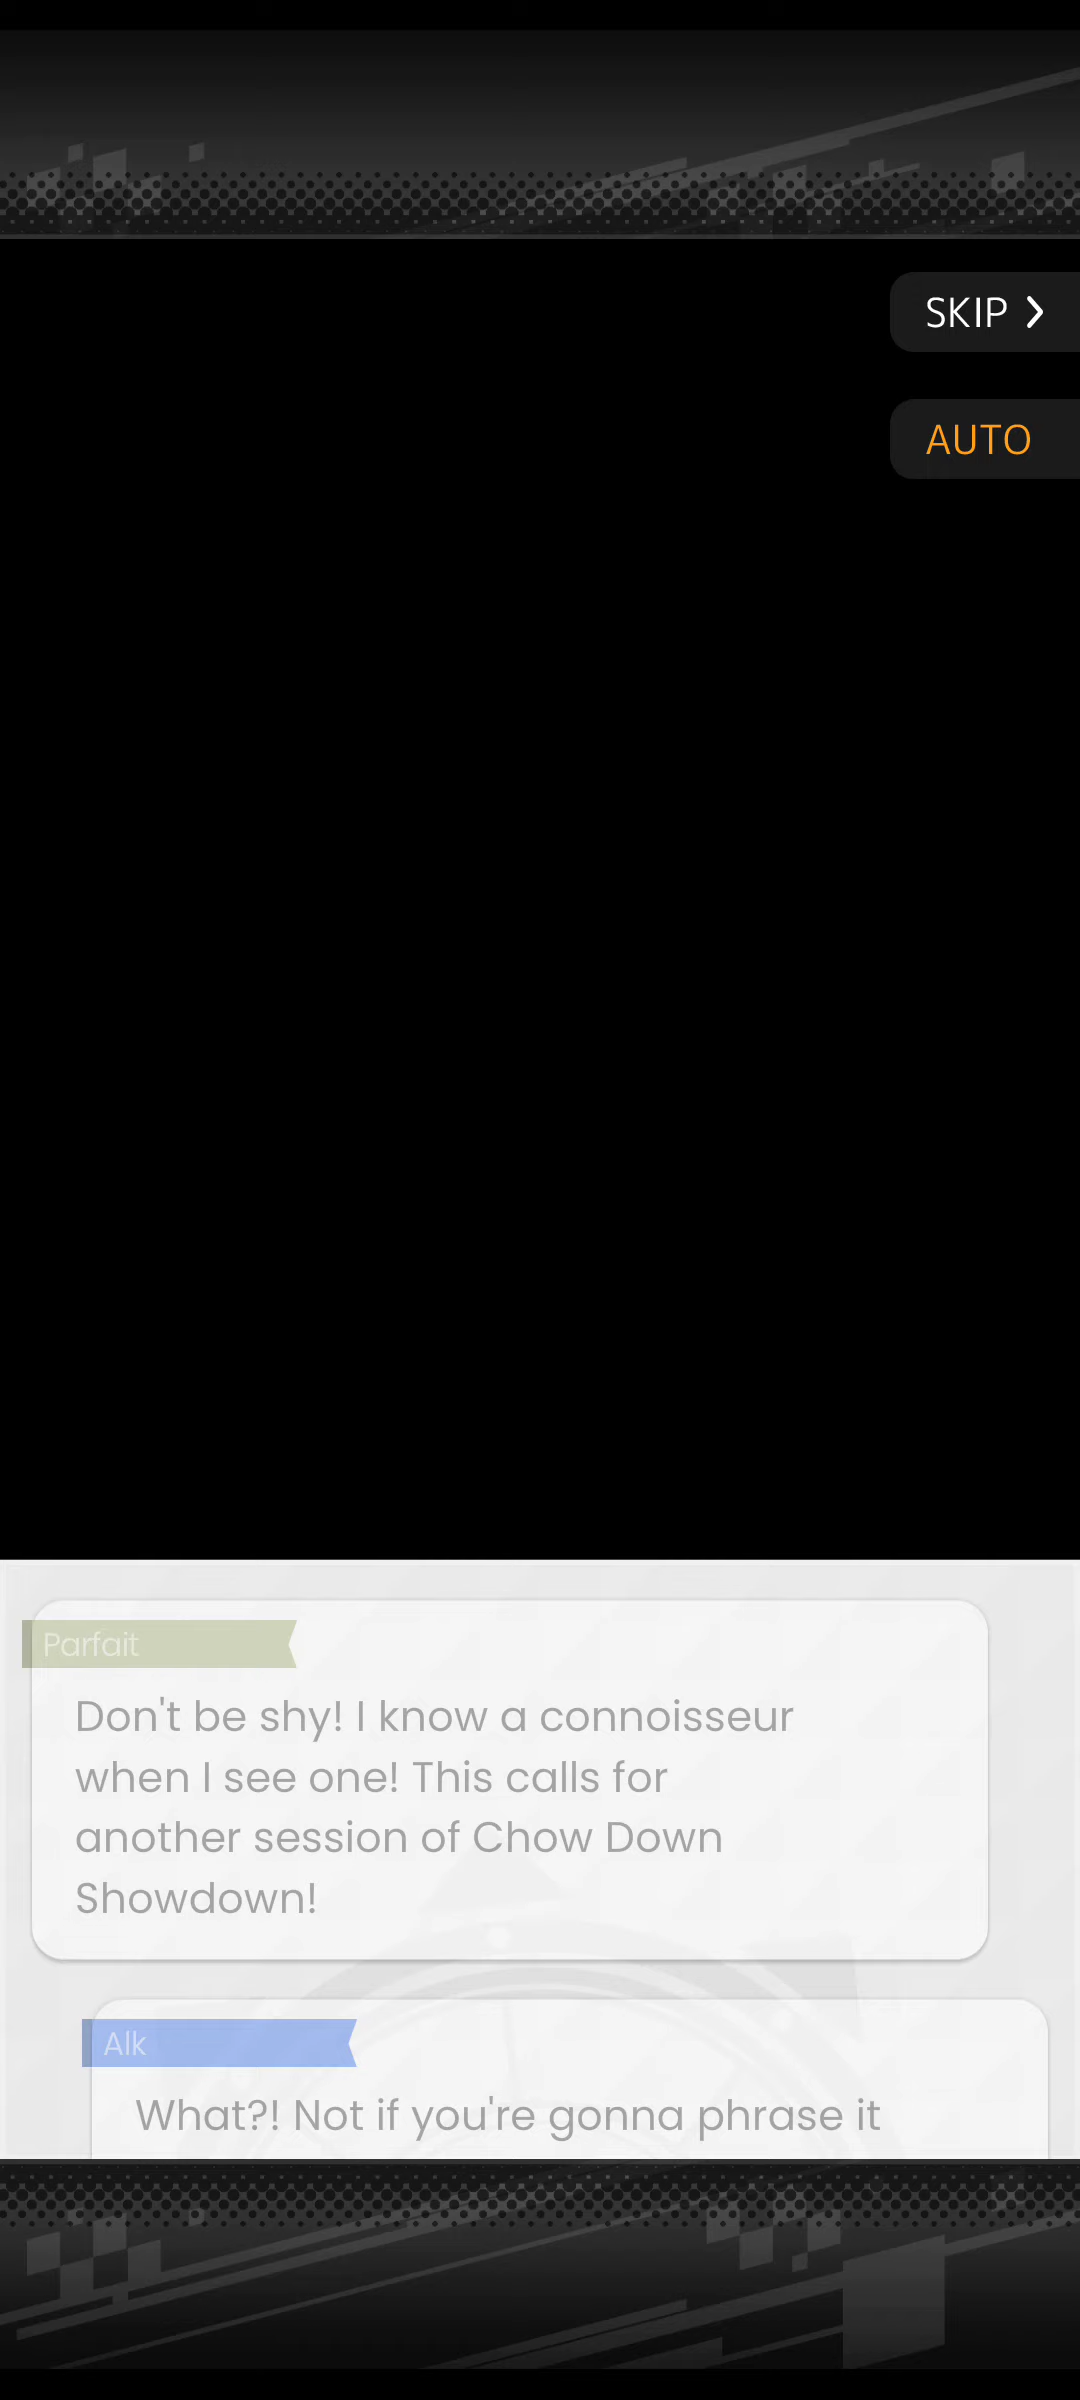 SKIP
AUTO
Parfait
Don't be shy! I know a connoisseur
when I see one! This calls for
another session of Chow Down
Showdown!
Alk
What?! Not if you're gonna phrase it